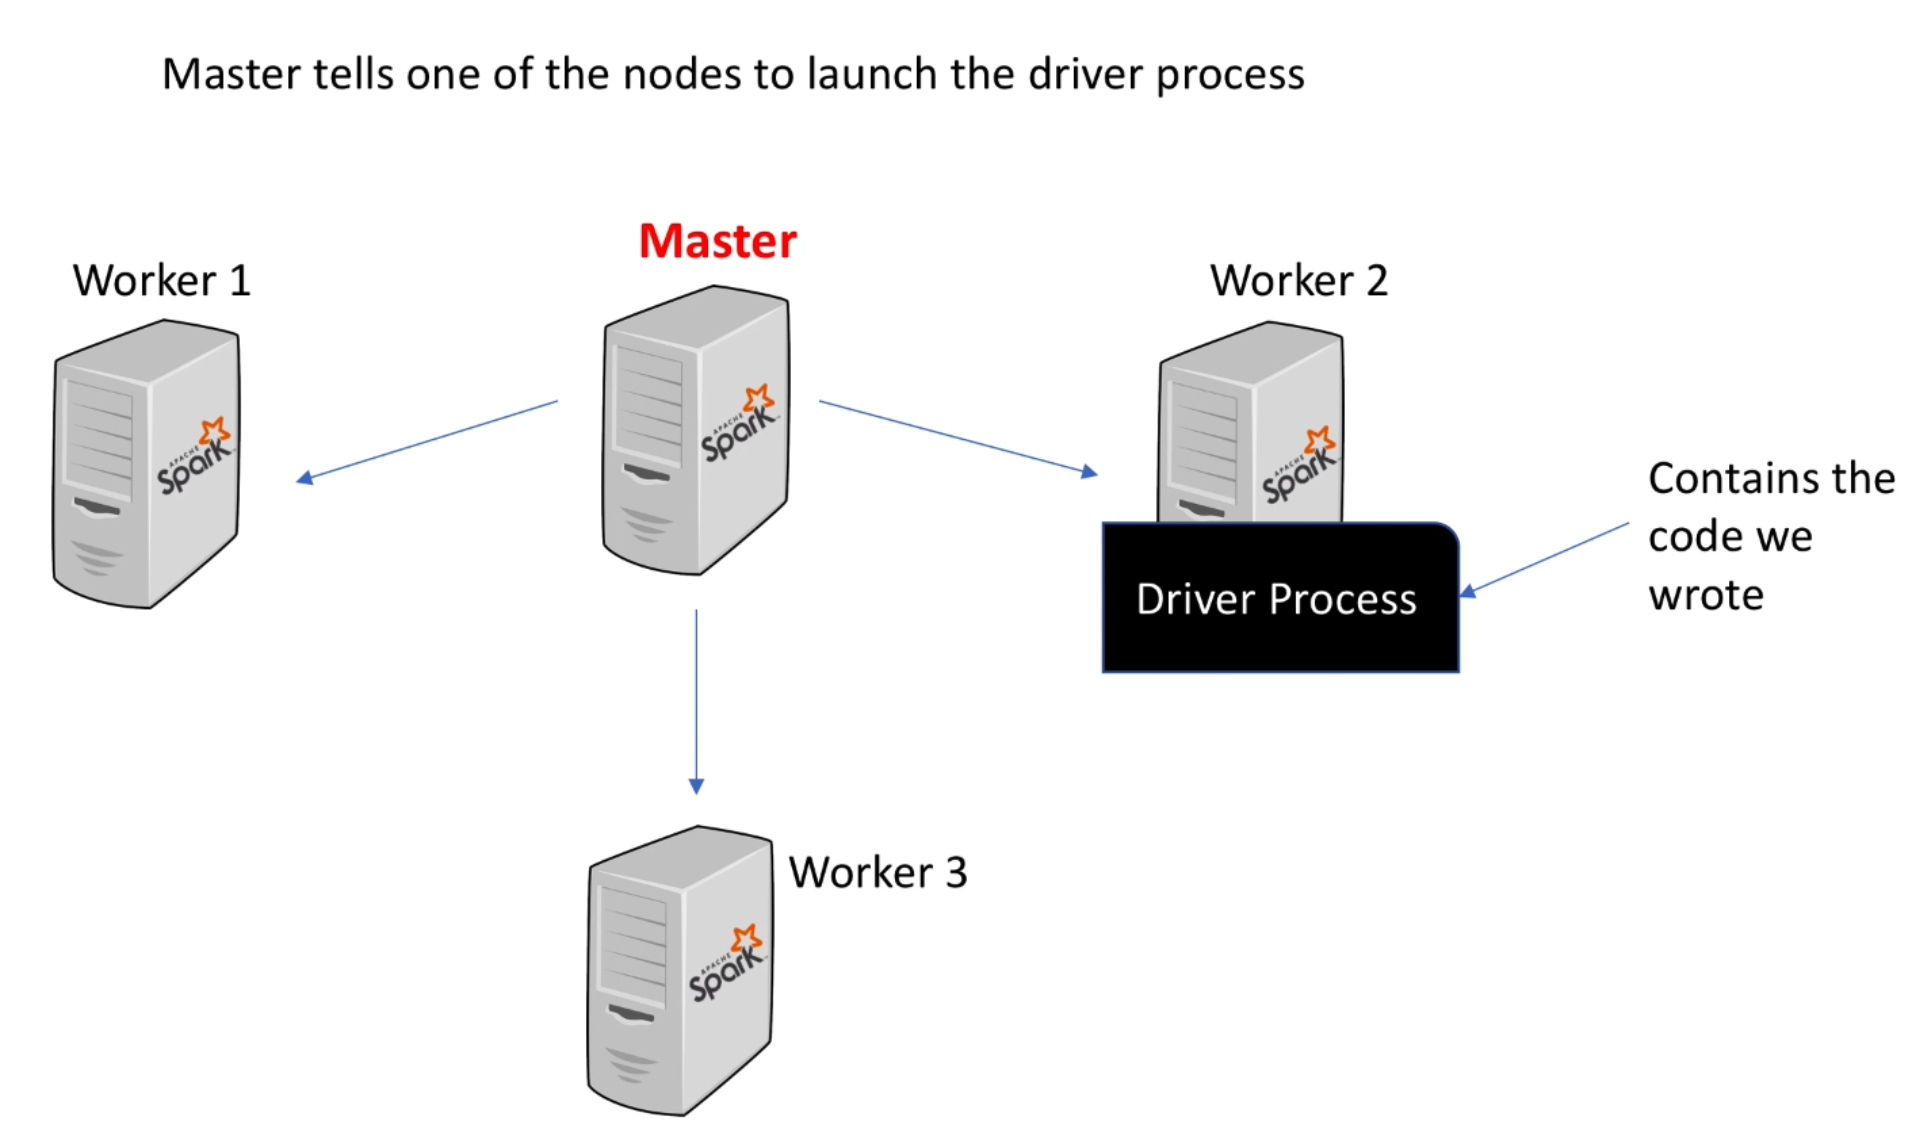 Master tells one of the nodes to launch the driver process
Master
Worker 1
Worker 2
APACHE
Spark
APACHE
Spark
APACHE
Spark
Contains the
code we
wrote
Driver Process
Worker 3
APACHE
Spark